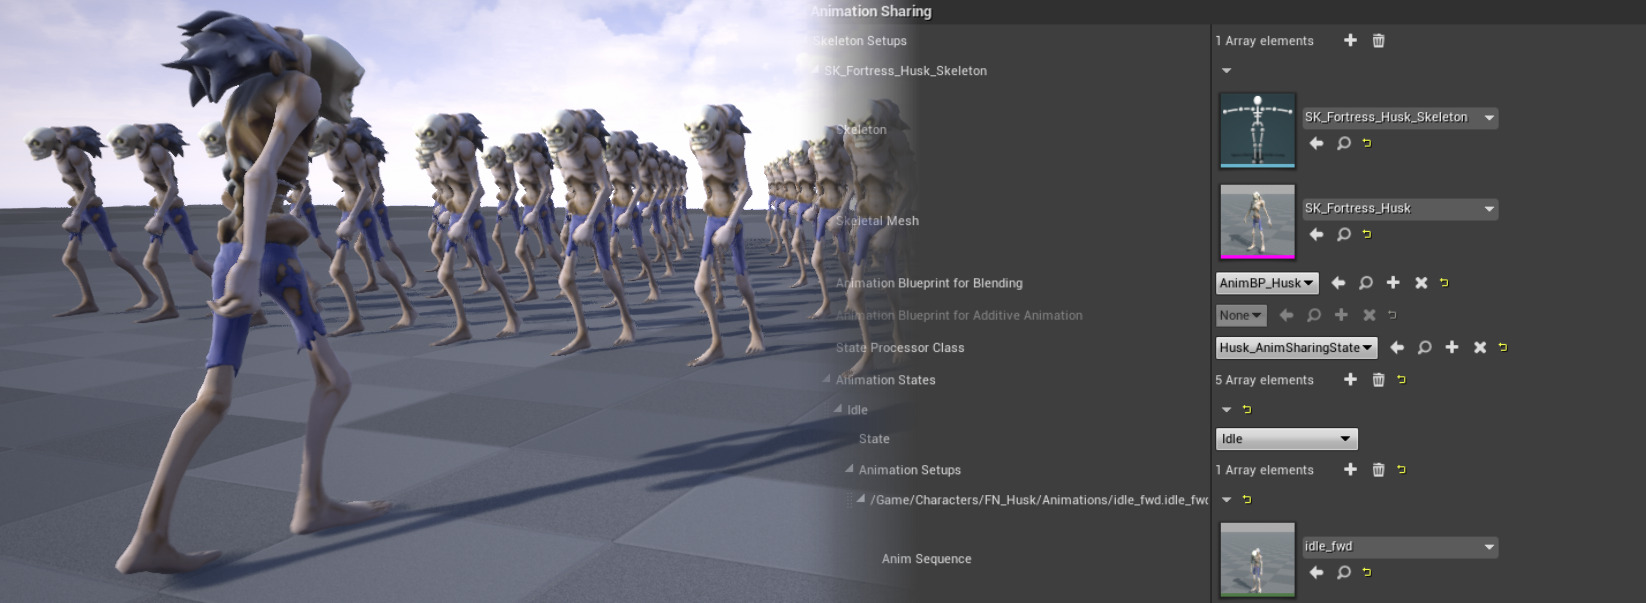 Animation Sharing
Skeleton Setups 1 Array elements
SK_Fortress_Husk_Skeleton
Skeleton SK_Fortress_Husk_Skeleton
Skeletal Mesh SK_Fortress_Husk
Animation Blueprint for Blending AnimBP_Husk
Animation Blueprint for Additive Animation None
State Processor Class Husk_AnimSharingState
Animation States 5 Array elements
Idle
State Idle
Animation Setups 1 Array elements
/Game/Characters/FN_Husk/Animations/idle_fwd.idle_fwd
Anim Sequence idle_fwd